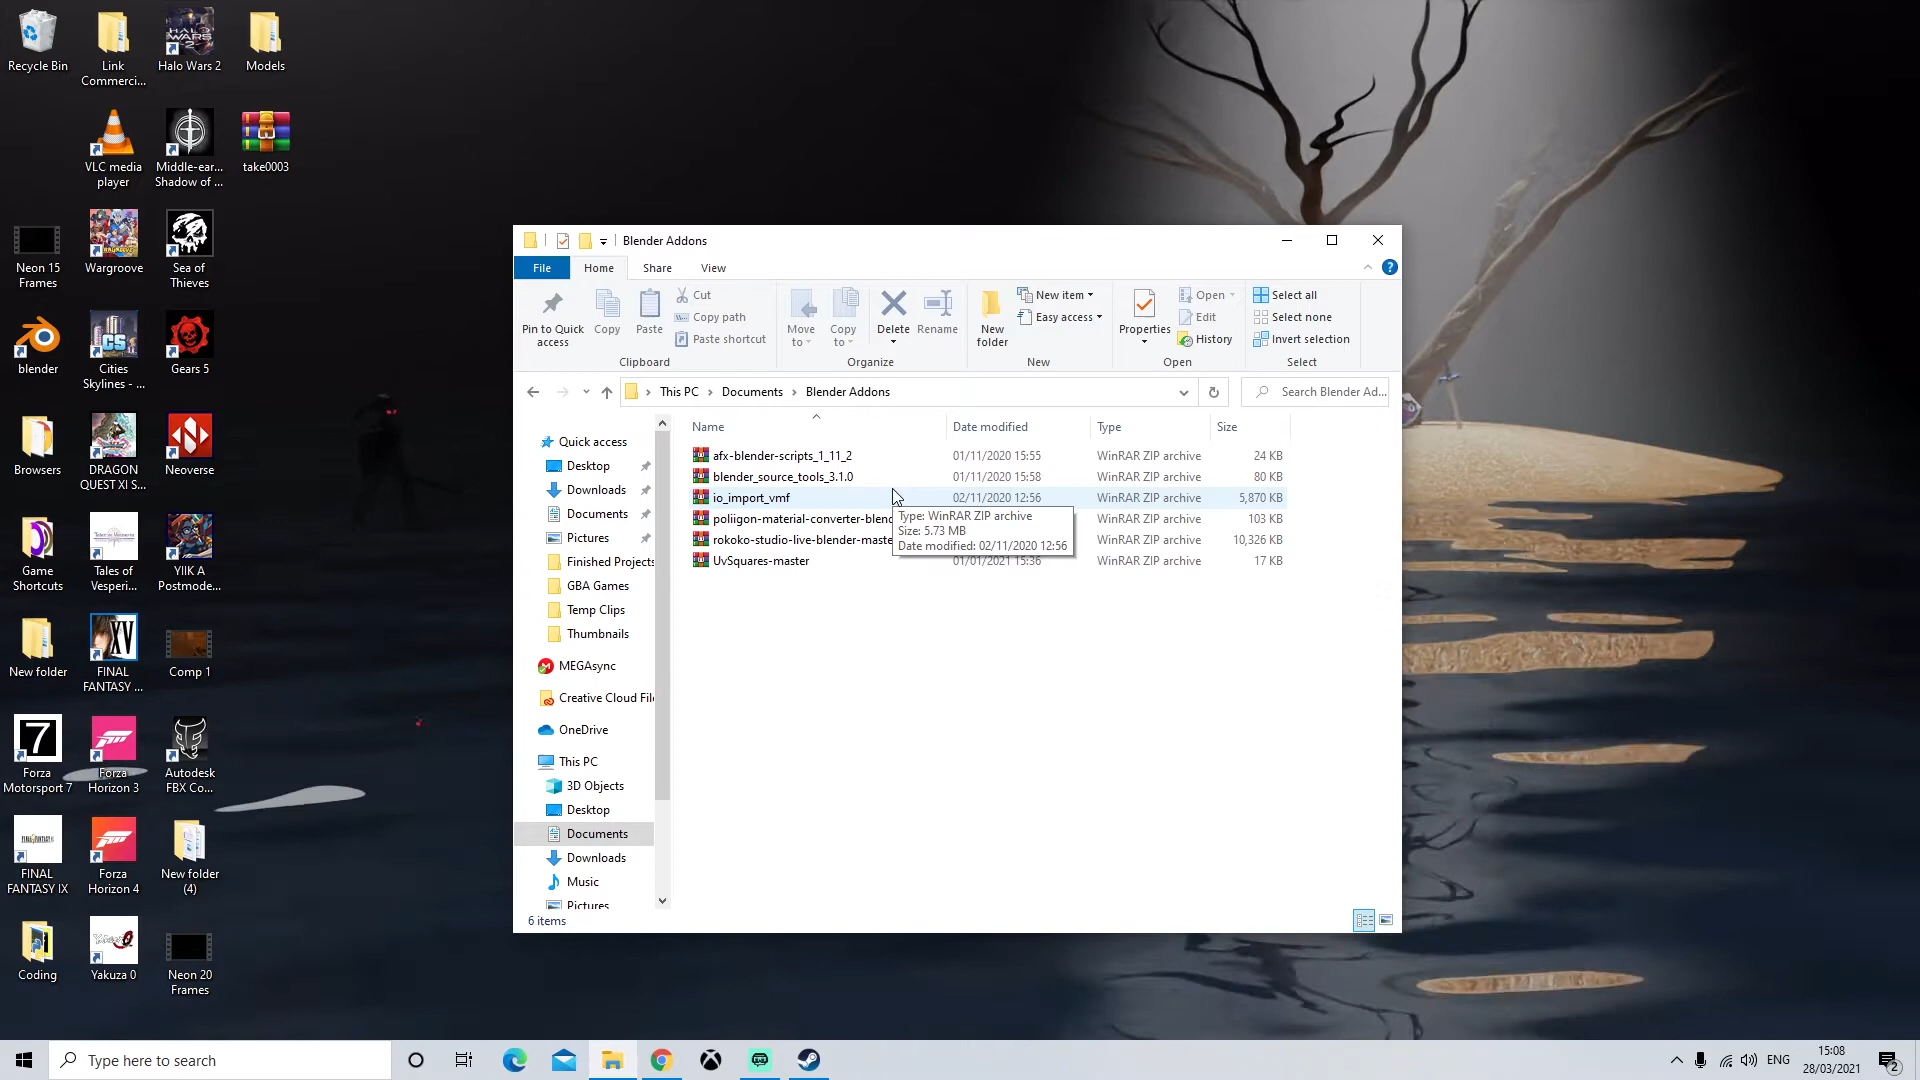 Recycle Bin
Link
Commerci...
Halo Wars 2
Models
VLC media
player
Middle-ear...
Shadow of ...
take0003
Neon 15
Frames
Wargroove
Sea of
Thieves
blender
Cities
Skylines - ...
Gears 5
Browsers
DRAGON
QUEST XI S...
Neoverse
Game
Shortcuts
Tales of
Vesperi...
YIIK A
Postmode...
New folder
FINAL
FANTASY ...
Comp 1
Forza
Motorsport 7
Forza
Horizon 3
Autodesk
FBX Co...
FINAL
FANTASY IX
Forza
Horizon 4
New folder
(4)
Coding
Yakuza 0
Neon 20
Frames
Blender Addons
File Home Share View
Pin to Quick
access
Copy
Paste
Cut
Copy path
Paste shortcut
Clipboard
Move
to
Copy
to
Delete
Rename
Organize
New
folder
New item
Easy access
New
Properties
Open
Edit
History
Open
Select all
Select none
Invert selection
Select
This PC > Documents > Blender Addons
Search Blender Ad...
Name Date modified Type Size
afx-blender-scripts_1_11_2 01/11/2020 15:55 WinRAR ZIP archive 24 KB
blender_source_tools_3.1.0 01/11/2020 15:58 WinRAR ZIP archive 80 KB
io_import_vmf 02/11/2020 12:56 WinRAR ZIP archive 5,870 KB
poliigon-material-converter-blend WinRAR ZIP archive 103 KB
rokoko-studio-live-blender-maste WinRAR ZIP archive 10,326 KB
UvSquares-master 01/01/2021 15:36 WinRAR ZIP archive 17 KB
Type: WinRAR ZIP archive
Size: 5.73 MB
Date modified: 02/11/2020 12:56
Quick access
Desktop
Downloads
Documents
Pictures
Finished Projects
GBA Games
Temp Clips
Thumbnails
MEGAsync
Creative Cloud File
OneDrive
This PC
3D Objects
Desktop
Documents
Downloads
Music
Pictures
6 items
Type here to search
ENG
15:08
28/03/2021
2